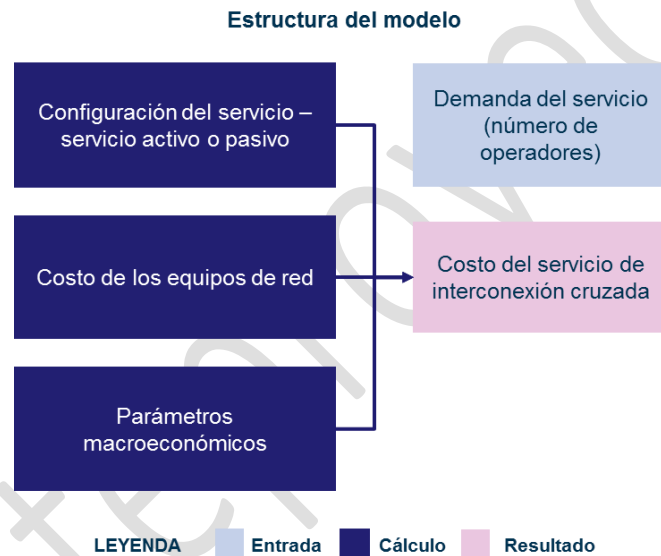 Estructura del modelo
Configuración del servicio –
servicio activo o pasivo
Demanda del servicio
(número de
operadores)
Costo de los equipos de red
Costo del servicio de
interconexión cruzada
Parámetros
macroeconómicos
LEYENDA Entrada Cálculo Resultado